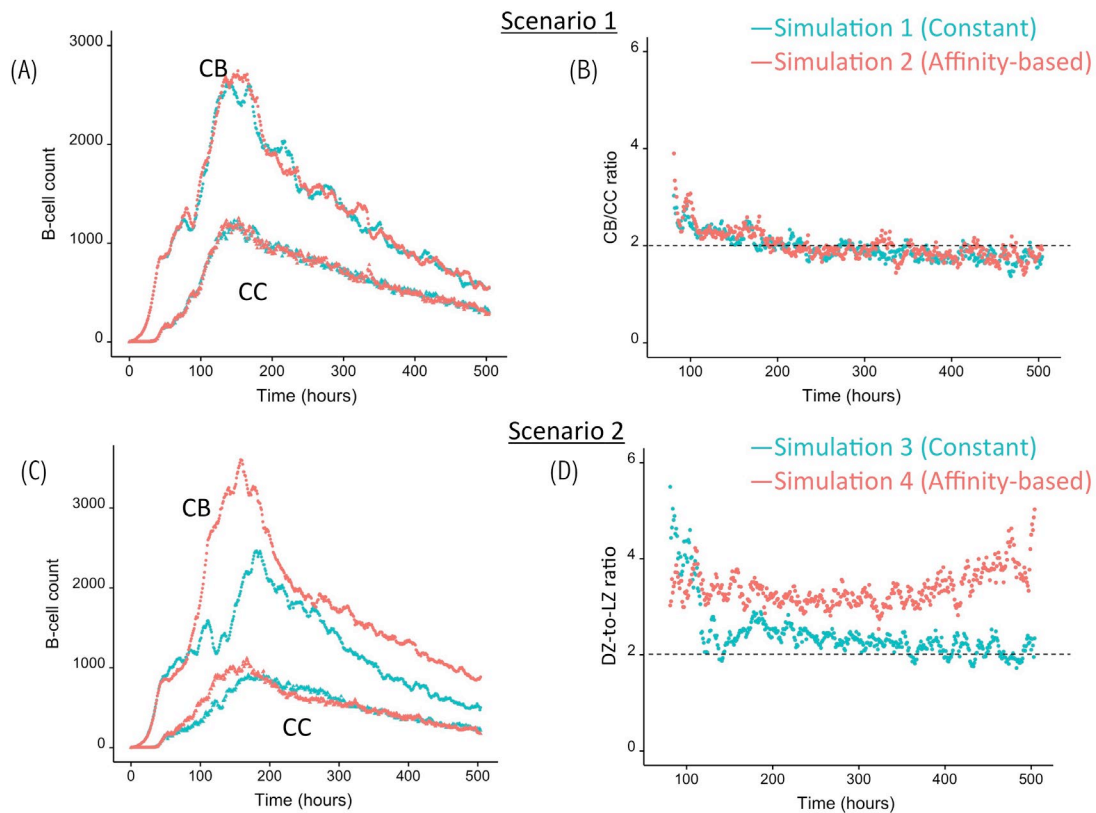 Scenario 1
—Simulation 1 (Constant)
—Simulation 2 (Affinity-based)
(A)
3000
2000
1000
0
B-cell count
CB
CC
0 100 200 300 400 500
Time (hours)
(B)
6
4
2
0
CB/CC ratio
100 200 300 400 500
Time (hours)
Scenario 2
—Simulation 3 (Constant)
—Simulation 4 (Affinity-based)
(C)
3000
2000
1000
0
B-cell count
CB
CC
0 100 200 300 400 500
Time (hours)
(D)
6
4
2
0
DZ-to-LZ ratio
100 200 300 400 500
Time (hours)